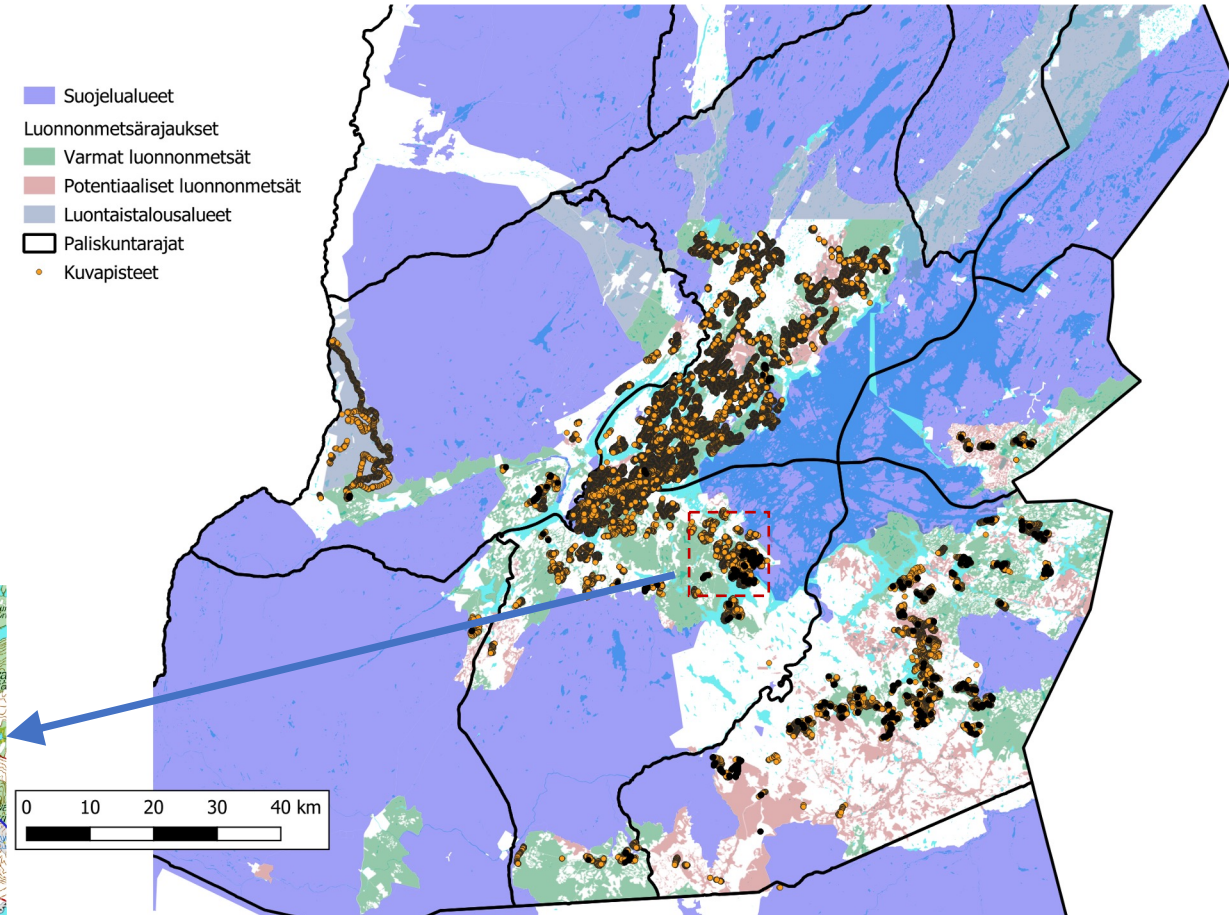 Suojelualueet
Luonnonmetsärajaukset
Varmat luonnonmetsät
Potentiaaliset luonnonmetsät
Luontaistalousalueet
Paliskuntarajat
Kuvapisteet
0 10 20 30 40 km